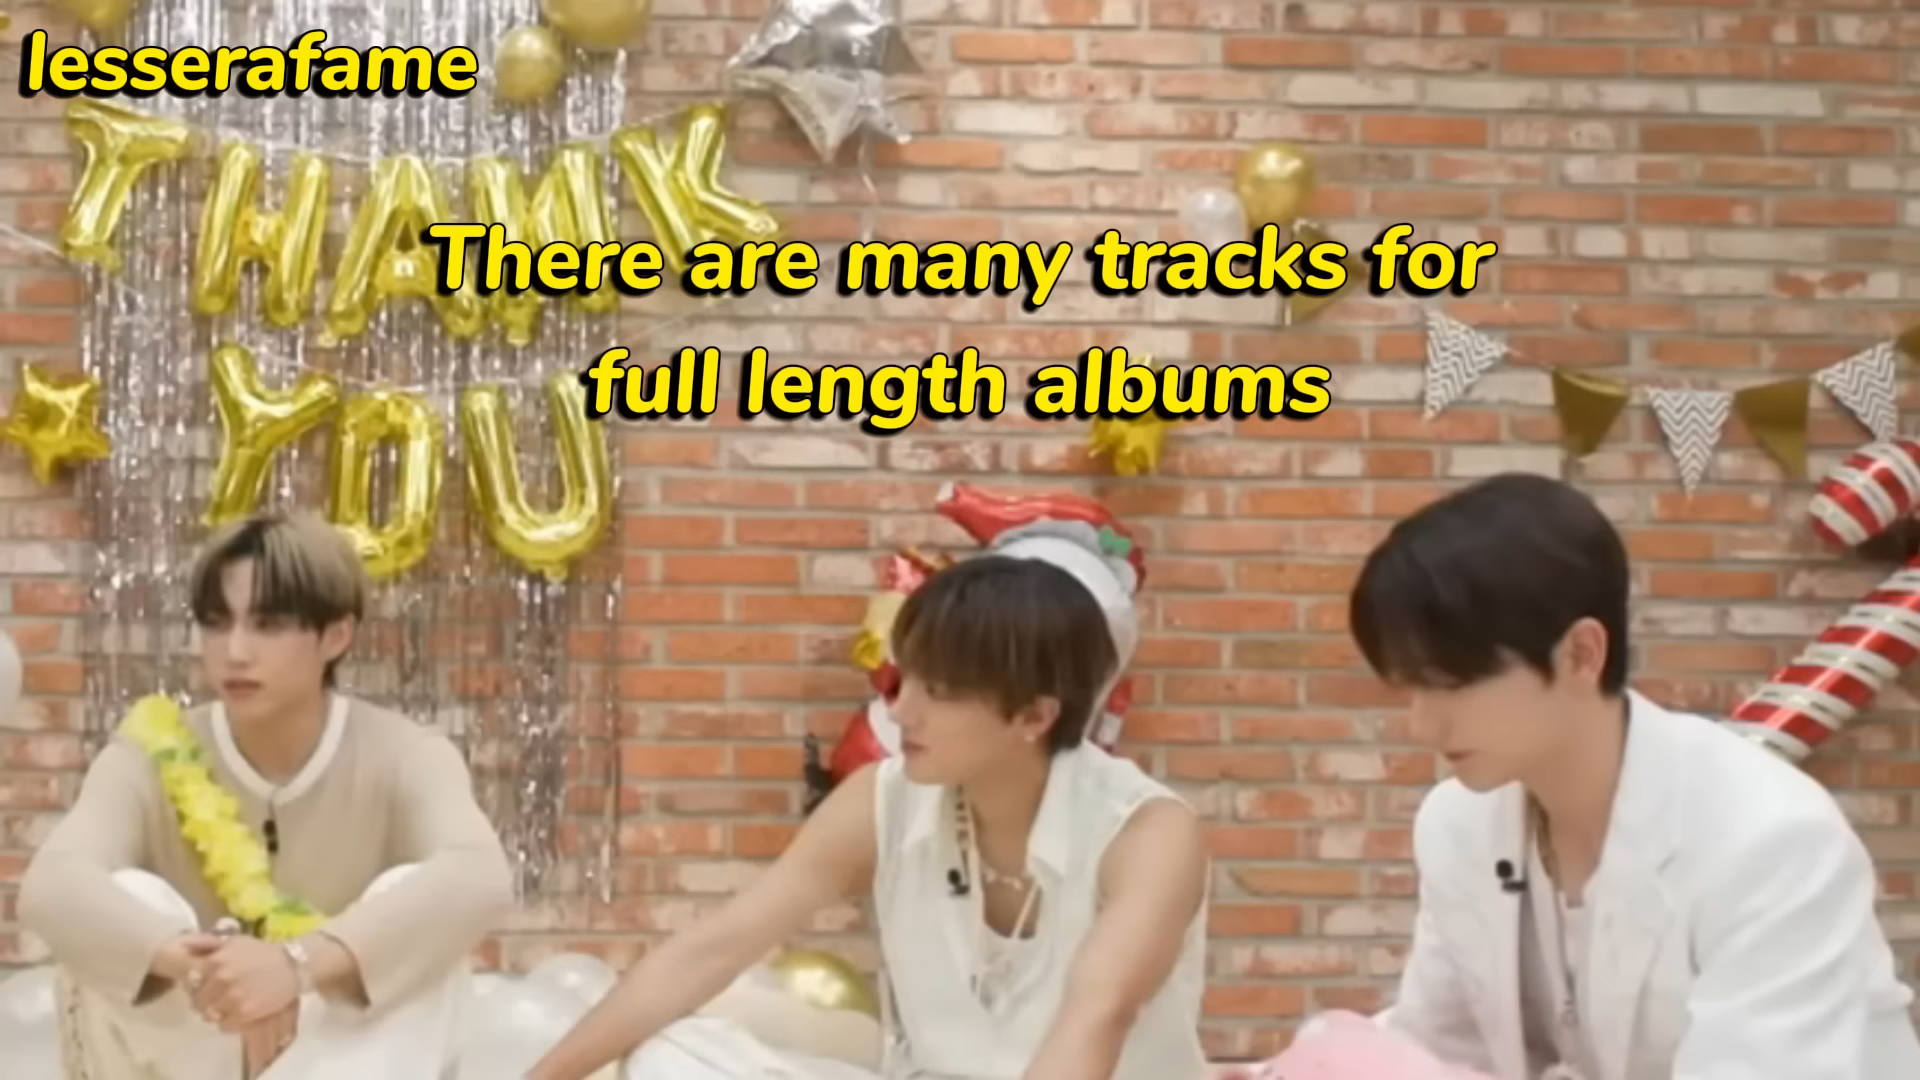 lesserafame
THANK
YOU
There are many tracks for
full length albums